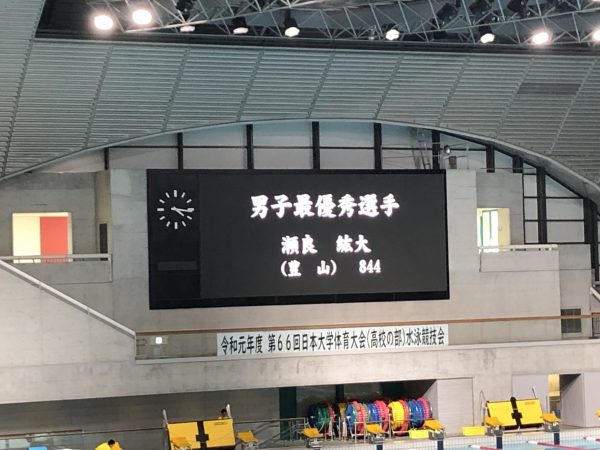 男子最優秀選手
瀬良 紘大
(豊 山) 844
令和元年度 第66回日本大学体育大会(高校の部)水泳競技会